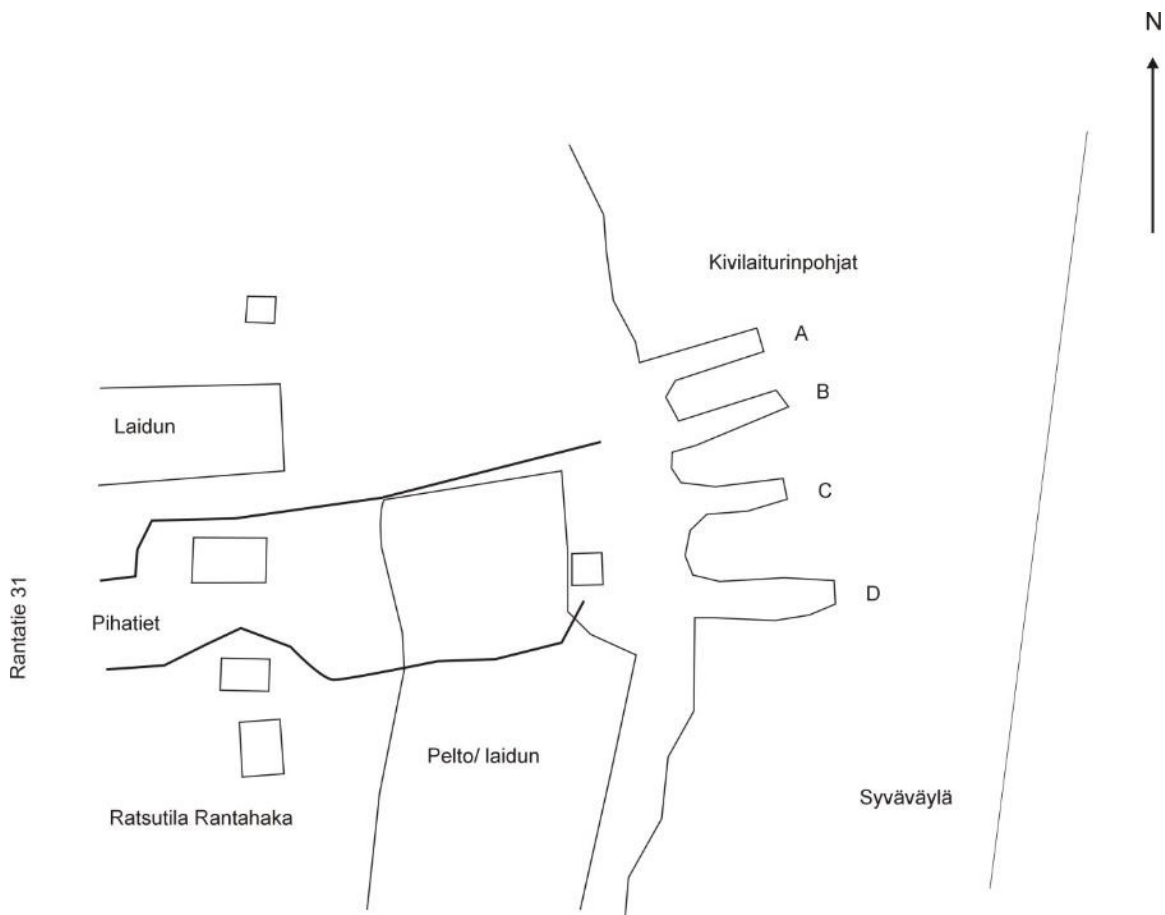 N
Kivilaiturinpohjat
A
B
Laidun
C
Rantatie 31
Pihatiet
D
Pelto/ laidun
Syväväylä
Ratsutila Rantahaka